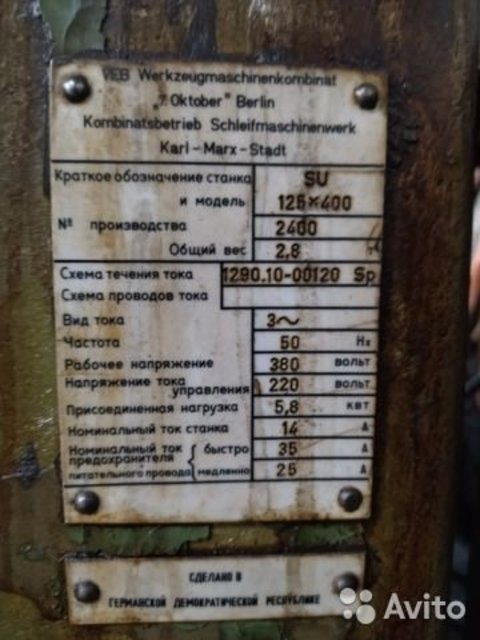 VEB Werkzeugmaschinenkombinat
„7. Oktober" Berlin
Kombinatsbetrieb Schleifmaschinenwerk
Karl-Marx-Stadt
Краткое обозначение станка SU
и модель 125×400
№ производства 2400
Общий вес 2,8
Схема течения тока 1290.10-00120 Sp
Схема проводов тока
Вид тока 3~
Частота 50 Hz
Рабочее напряжение 380 вольт
Напряжение тока управления 220 вольт
Присоединенная нагрузка 5,8 квт
Номинальный ток станка 14 А
Номинальный ток быстро 35 А
предохранителя
питательного провода медленно 25 А
СДЕЛАНО В
ГЕРМАНСКОЙ ДЕМОКРАТИЧЕСКОЙ РЕСПУБЛИКЕ
Avito